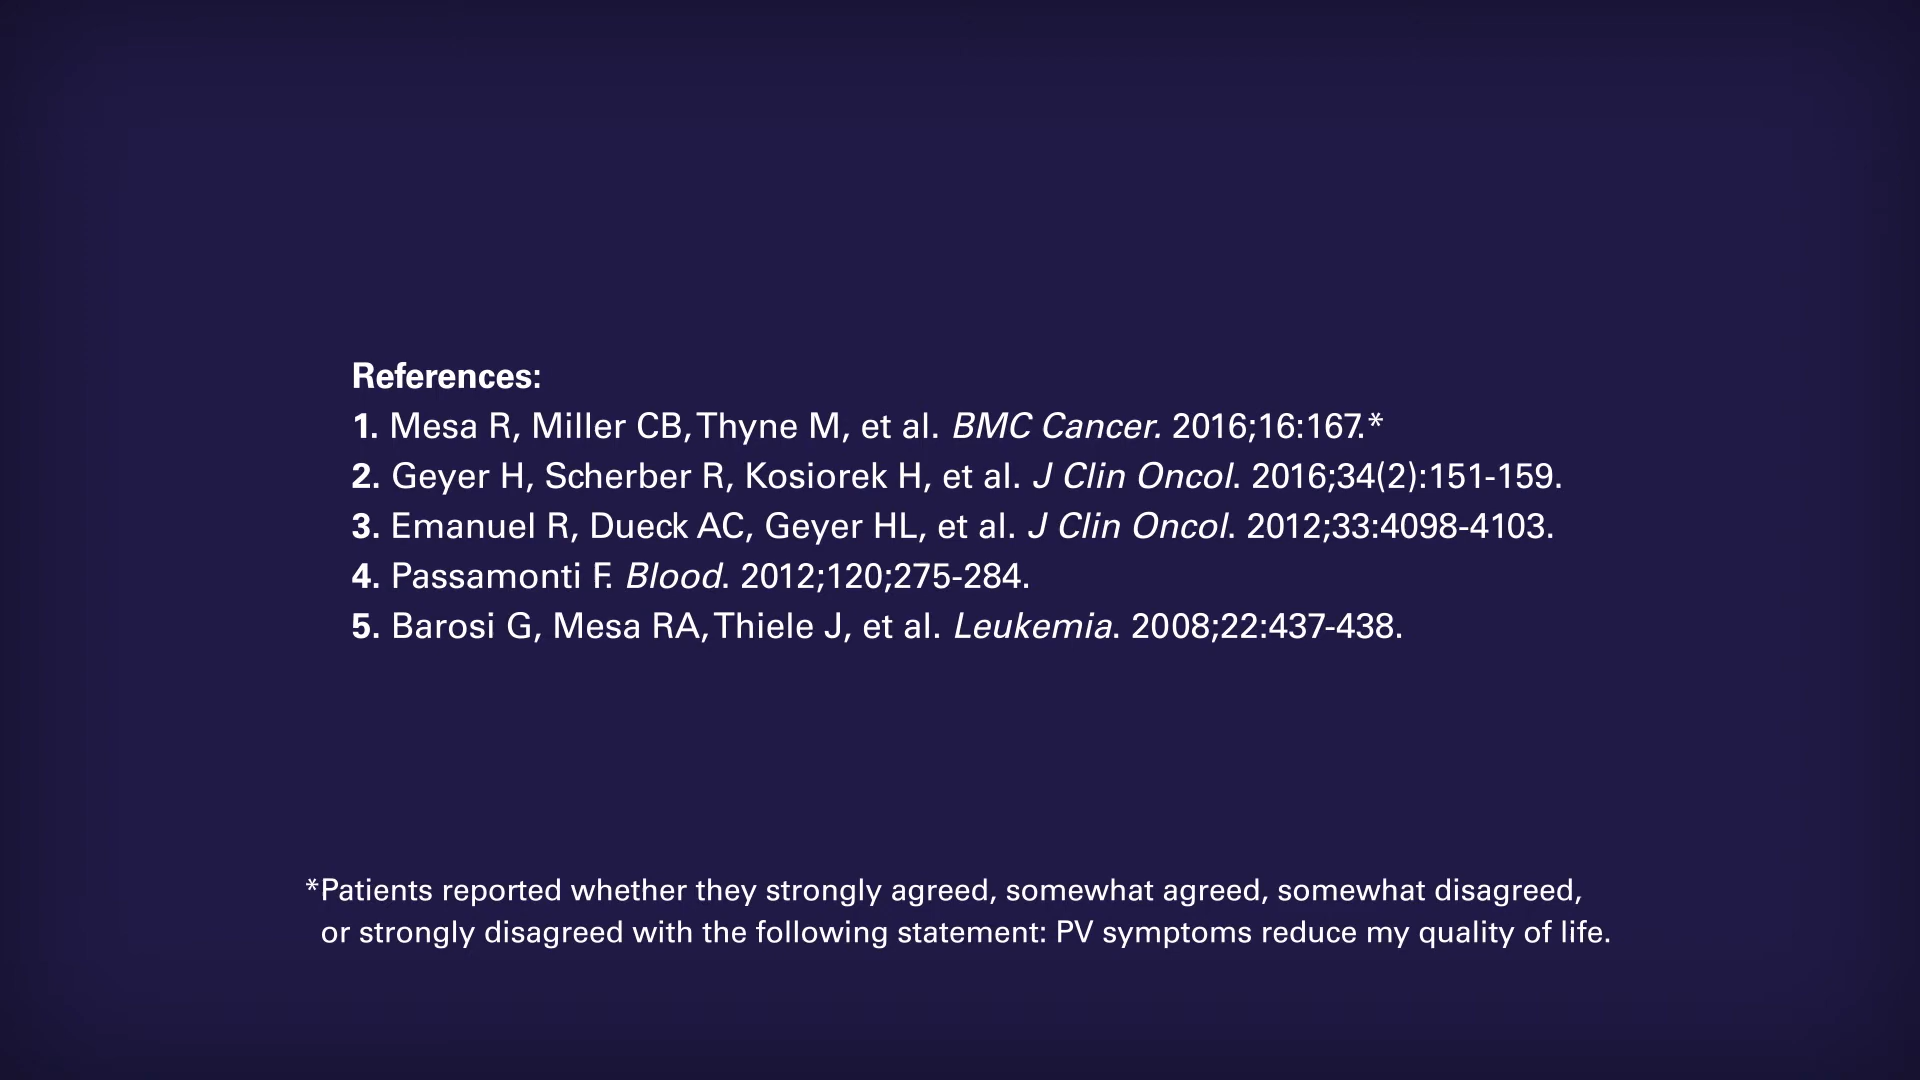 References:
1. Mesa R, Miller CB, Thyne M, et al. BMC Cancer. 2016;16:167.*
2. Geyer H, Scherber R, Kosiorek H, et al. J Clin Oncol. 2016;34(2):151-159.
3. Emanuel R, Dueck AC, Geyer HL, et al. J Clin Oncol. 2012;33:4098-4103.
4. Passamonti F. Blood. 2012;120;275-284.
5. Barosi G, Mesa RA, Thiele J, et al. Leukemia. 2008;22:437-438.
*Patients reported whether they strongly agreed, somewhat agreed, somewhat disagreed,
or strongly disagreed with the following statement: PV symptoms reduce my quality of life.